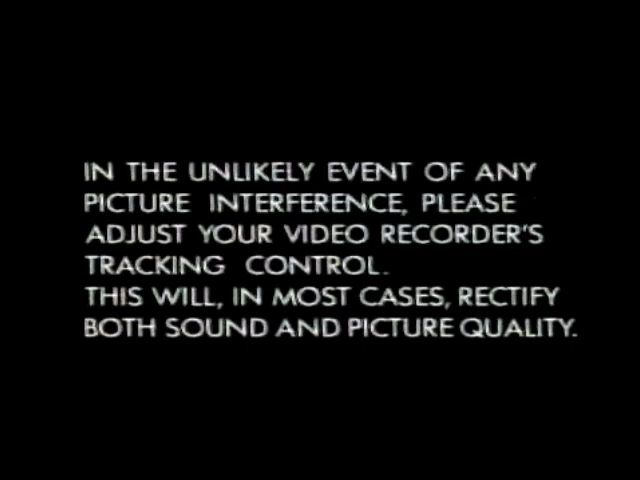 IN THE UNLIKELY EVENT OF ANY
PICTURE INTERFERENCE, PLEASE
ADJUST YOUR VIDEO RECORDER'S
TRACKING CONTROL.
THIS WILL, IN MOST CASES, RECTIFY
BOTH SOUND AND PICTURE QUALITY.